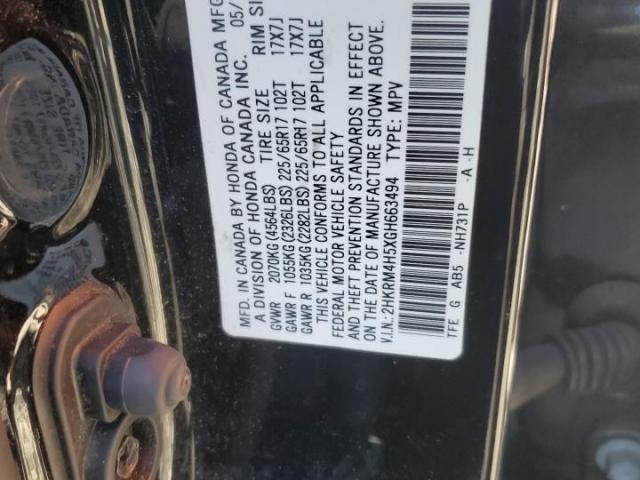 MFD. IN CANADA BY HONDA OF CANADA MFG
A DIVISION OF HONDA CANADA INC. 05/
GVWR 2070KG (4564LBS) TIRE SIZE RIM SI
GAWR F 1055KG (2326LBS) 225/65R17 102T 17X7J
GAWR R 1035KG (2282LBS) 225/65R17 102T 17X7J
THIS VEHICLE CONFORMS TO ALL APPLICABLE
FEDERAL MOTOR VEHICLE SAFETY
AND THEFT PREVENTION STANDARDS IN EFFECT
ON THE DATE OF MANUFACTURE SHOWN ABOVE.
V.I.N.: 2HKRM4H5XGH663494 TYPE: MPV
TFE G AB5 -NH731P -A -H